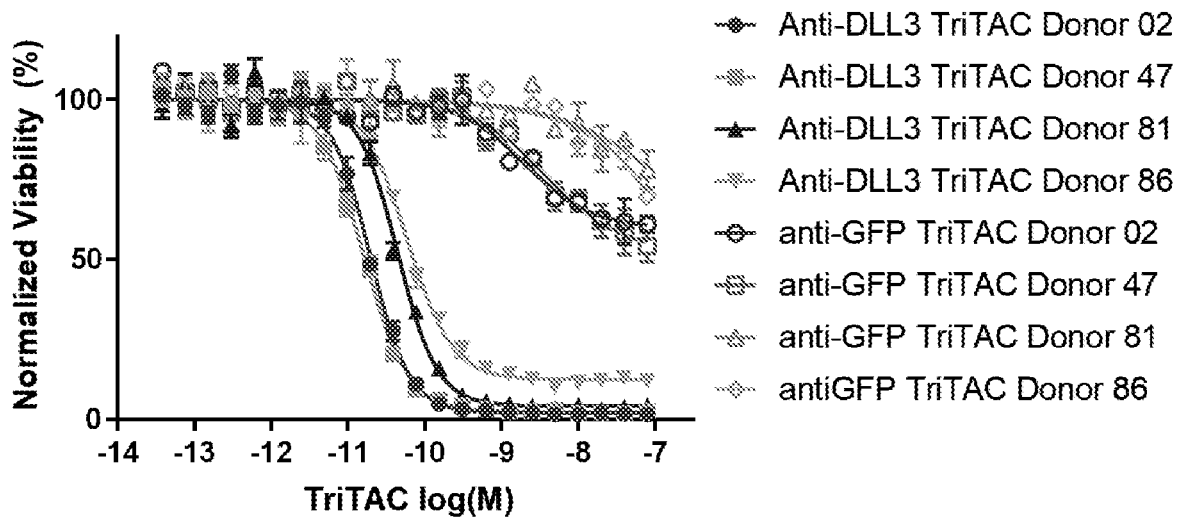 Normalized Viability (%)
100
50
0
-14 -13 -12 -11 -10 -9 -8 -7
TriTAC log(M)
Anti-DLL3 TriTAC Donor 02
Anti-DLL3 TriTAC Donor 47
Anti-DLL3 TriTAC Donor 81
Anti-DLL3 TriTAC Donor 86
anti-GFP TriTAC Donor 02
anti-GFP TriTAC Donor 47
anti-GFP TriTAC Donor 81
antiGFP TriTAC Donor 86